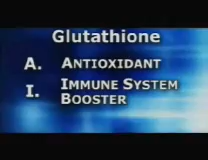 Glutathione
A. ANTIOXIDANT
I. IMMUNE SYSTEM
BOOSTER